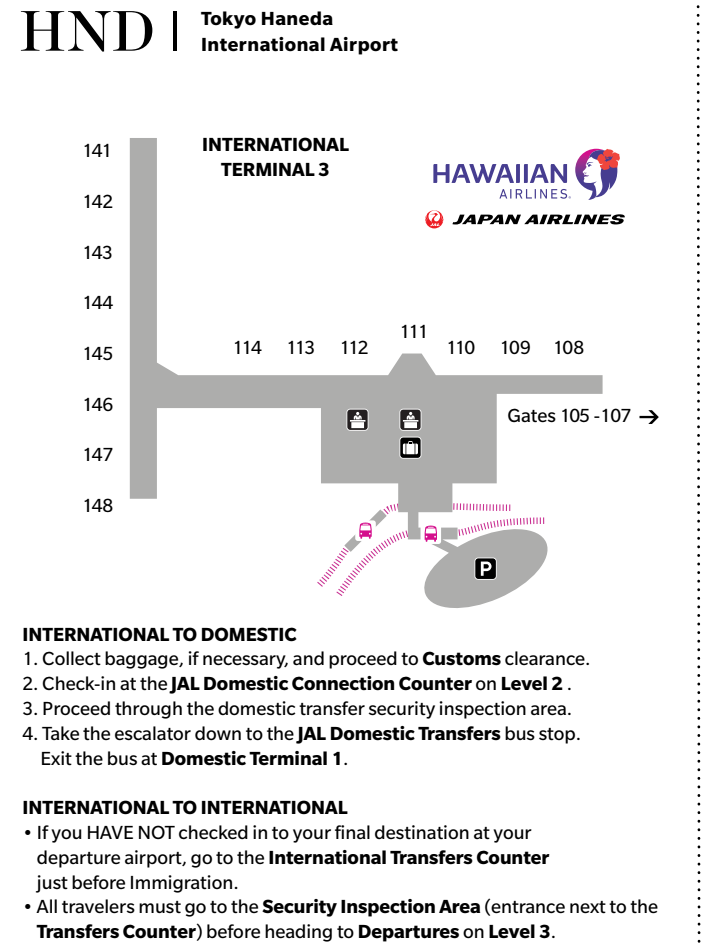 HND | Tokyo Haneda
International Airport
INTERNATIONAL
TERMINAL 3
HAWAIIAN
AIRLINES®
JAPAN AIRLINES
JAL
141
142
143
144
145
146
147
148
114 113 112 111 110 109 108
Gates 105 -107 →
P
INTERNATIONAL TO DOMESTIC
1. Collect baggage, if necessary, and proceed to Customs clearance.
2. Check-in at the JAL Domestic Connection Counter on Level 2 .
3. Proceed through the domestic transfer security inspection area.
4. Take the escalator down to the JAL Domestic Transfers bus stop.
Exit the bus at Domestic Terminal 1.
INTERNATIONAL TO INTERNATIONAL
• If you HAVE NOT checked in to your final destination at your
departure airport, go to the International Transfers Counter
just before Immigration.
• All travelers must go to the Security Inspection Area (entrance next to the
Transfers Counter) before heading to Departures on Level 3.